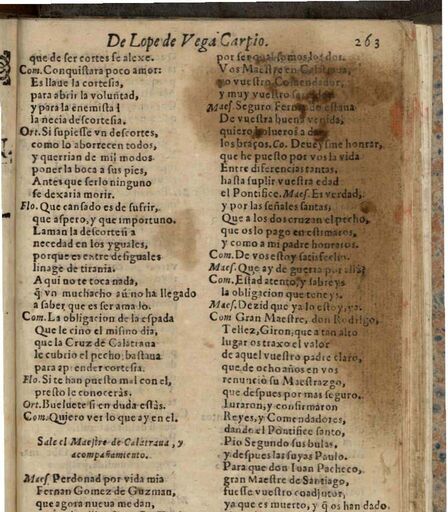 De Lope de Vega Carpio. 263
que de ser cortes se alexe.
Com. Conquistara poco amor:
Es llaue la cortesia,
para abrir la voluntad,
y para la enemistad
la necia descortesia.
Ort. Si supiesse vn descortes,
como lo aborrecen todos,
y querrian de mil modos
poner la boca a sus pies,
Antes que serlo ninguno
se dexaria morir.
Flo. Que cansado es de sufrir,
que aspero, y que importuno.
Llaman la descortesia
necedad en los yguales,
porque es entre desiguales
linage de tirania.
Aqui no te toca nada,
q̃ vn muchacho aũ no ha llegado
a saber que es ser amado.
Com. La obligacion de la espada
Que le ciño el mismo dia,
que la Cruz de Calatraua
le cubrio el pecho, bastaua
para aprender cortesia.
Flo. Si te han puesto mal con el,
presto le conoceràs.
Ort. Bueluete si en duda estàs.
Com. Quiero ver lo que ay en el.
Sale el Maestre de Calatraua, y
acompañamiento.
Maes. Perdonad por vida mia
Fernan Gomez de Guzman,
que agora nueua me dan,
por ser qual somos los dos.
Vos Maestre en Calatraua,
yo vuestro Comendador,
y muy vuestro seruidor.
Maes. Seguro Fernando estaua
De vuestra buena venida,
quiero bolueros a dar
los braços. Co. Deueysme honrar,
que he puesto por vos la vida
Entre diferencias tantas,
hasta suplir vuestra edad
el Pontifice. Maes. Es verdad,
y por las señales santas,
Que a los dos cruzan el pecho,
que os lo pago en estimaros,
y como a mi padre honraros.
Com. De vos estoy satisfecho.
Maes. Que ay de guerra por allà?
Com. Estad atento, y sabreys
la obligacion que teneys.
Maes. Dezid que ya lo estoy, ya.
Com Gran Maestre, don Rodrigo,
Tellez, Giron, que a tan alto
lugar os traxo el valor
de aquel vuestro padre claro,
que de ocho años en vos
renunciò su Maestrazgo,
que despues por mas seguro.
Iuraron, y confirmaron
Reyes, y Comendadores,
dando el Pontifice santo,
Pio Segundo sus bulas,
y despues las suyas Paulo.
Para que don Iuan Pacheco,
gran Maestre de Santiago,
fuesse vuestro coadjutor,
ya que es muerto, y q̃ os han dado